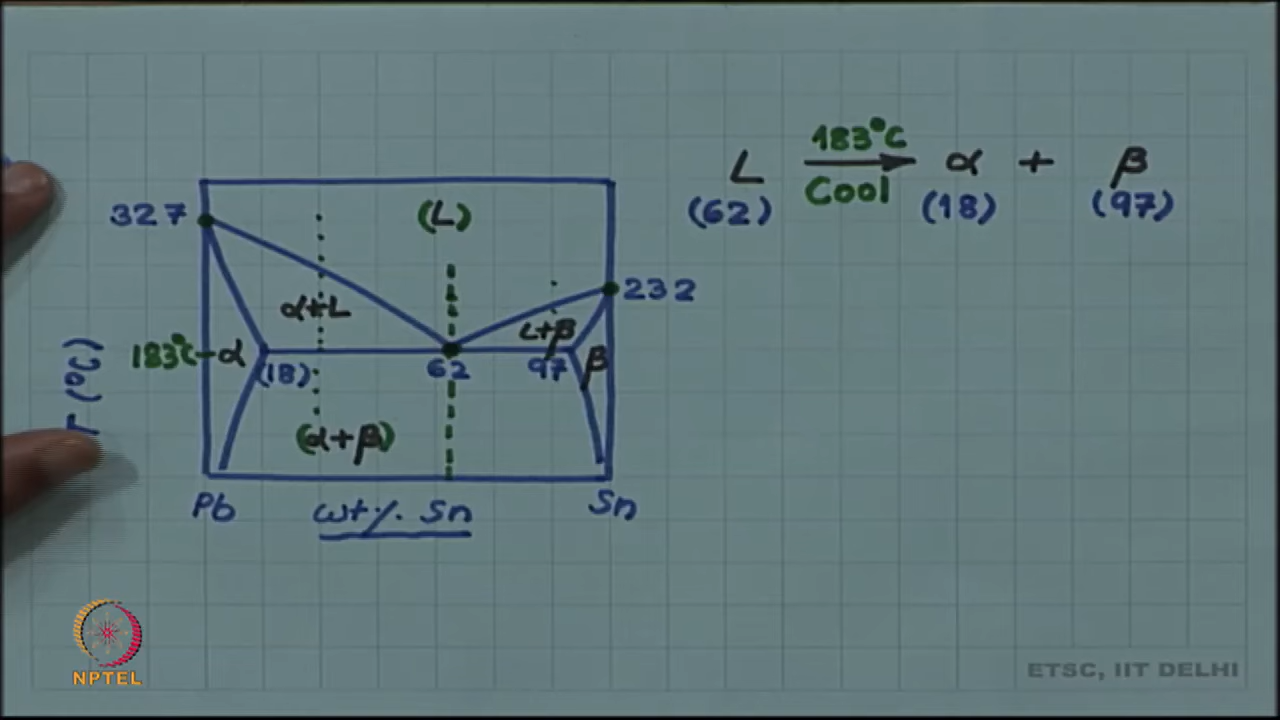 183°C
L → α + β
Cool
(62) (18) (97)
327
(L)
232
α+L
L+β
183°C α
β
(18)
62
97
T (°C)
(α+β)
Pb
wt% Sn
Sn
NPTEL
ETSC, IIT DELHI